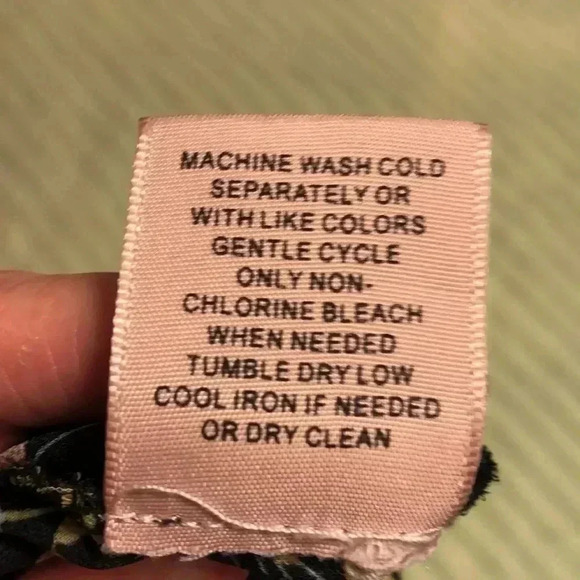 MACHINE WASH COLD
SEPARATELY OR
WITH LIKE COLORS
GENTLE CYCLE
ONLY NON-
CHLORINE BLEACH
WHEN NEEDED
TUMBLE DRY LOW
COOL IRON IF NEEDED
OR DRY CLEAN